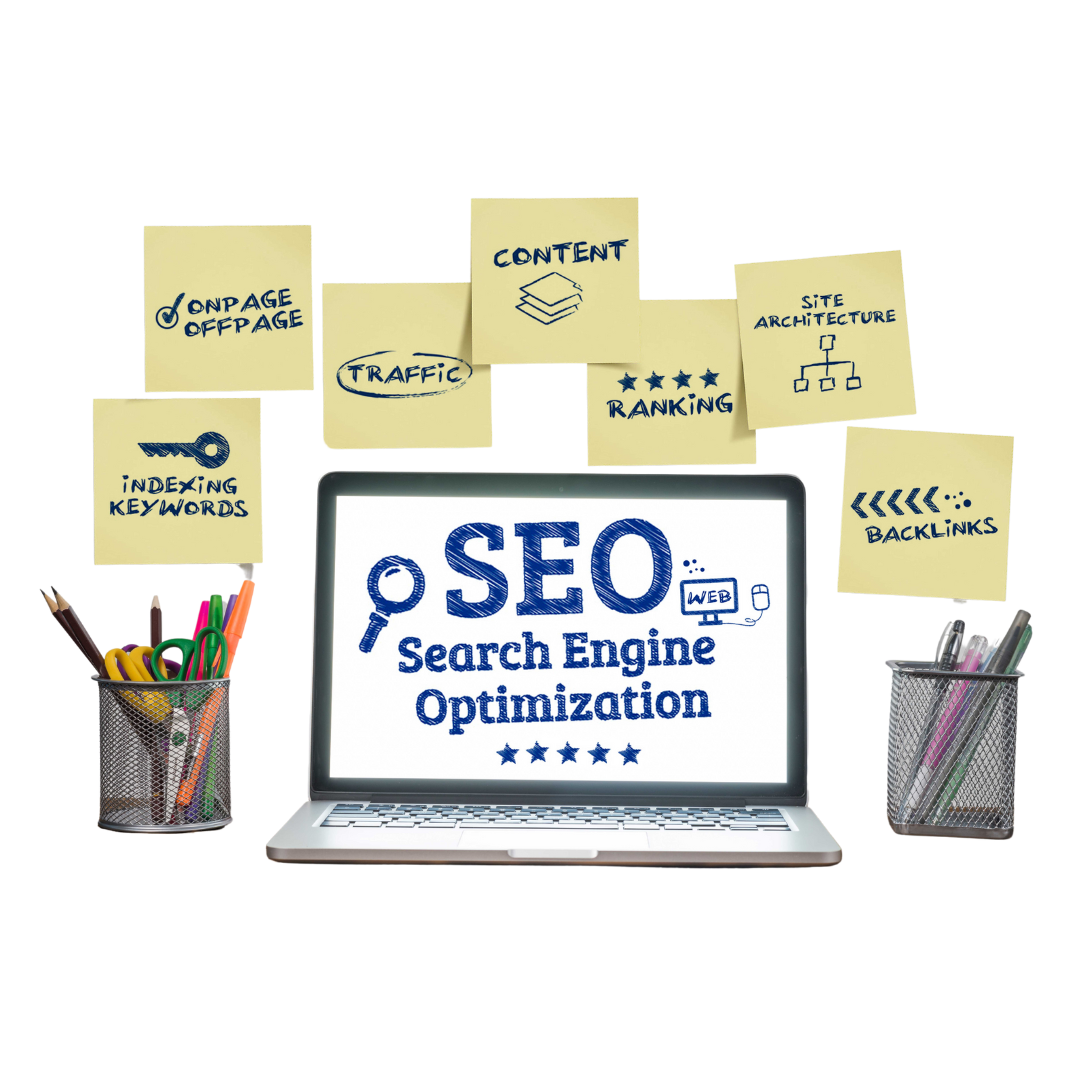 CONTENT
ONPAGE
OFFPAGE
SiTE
ARCHiTECTURE
TRAFFiC
RANKiNG
iNDEXiNG
KEYWORDS
BACKLiNKS
SEO
WEB
Search Engine
Optimization